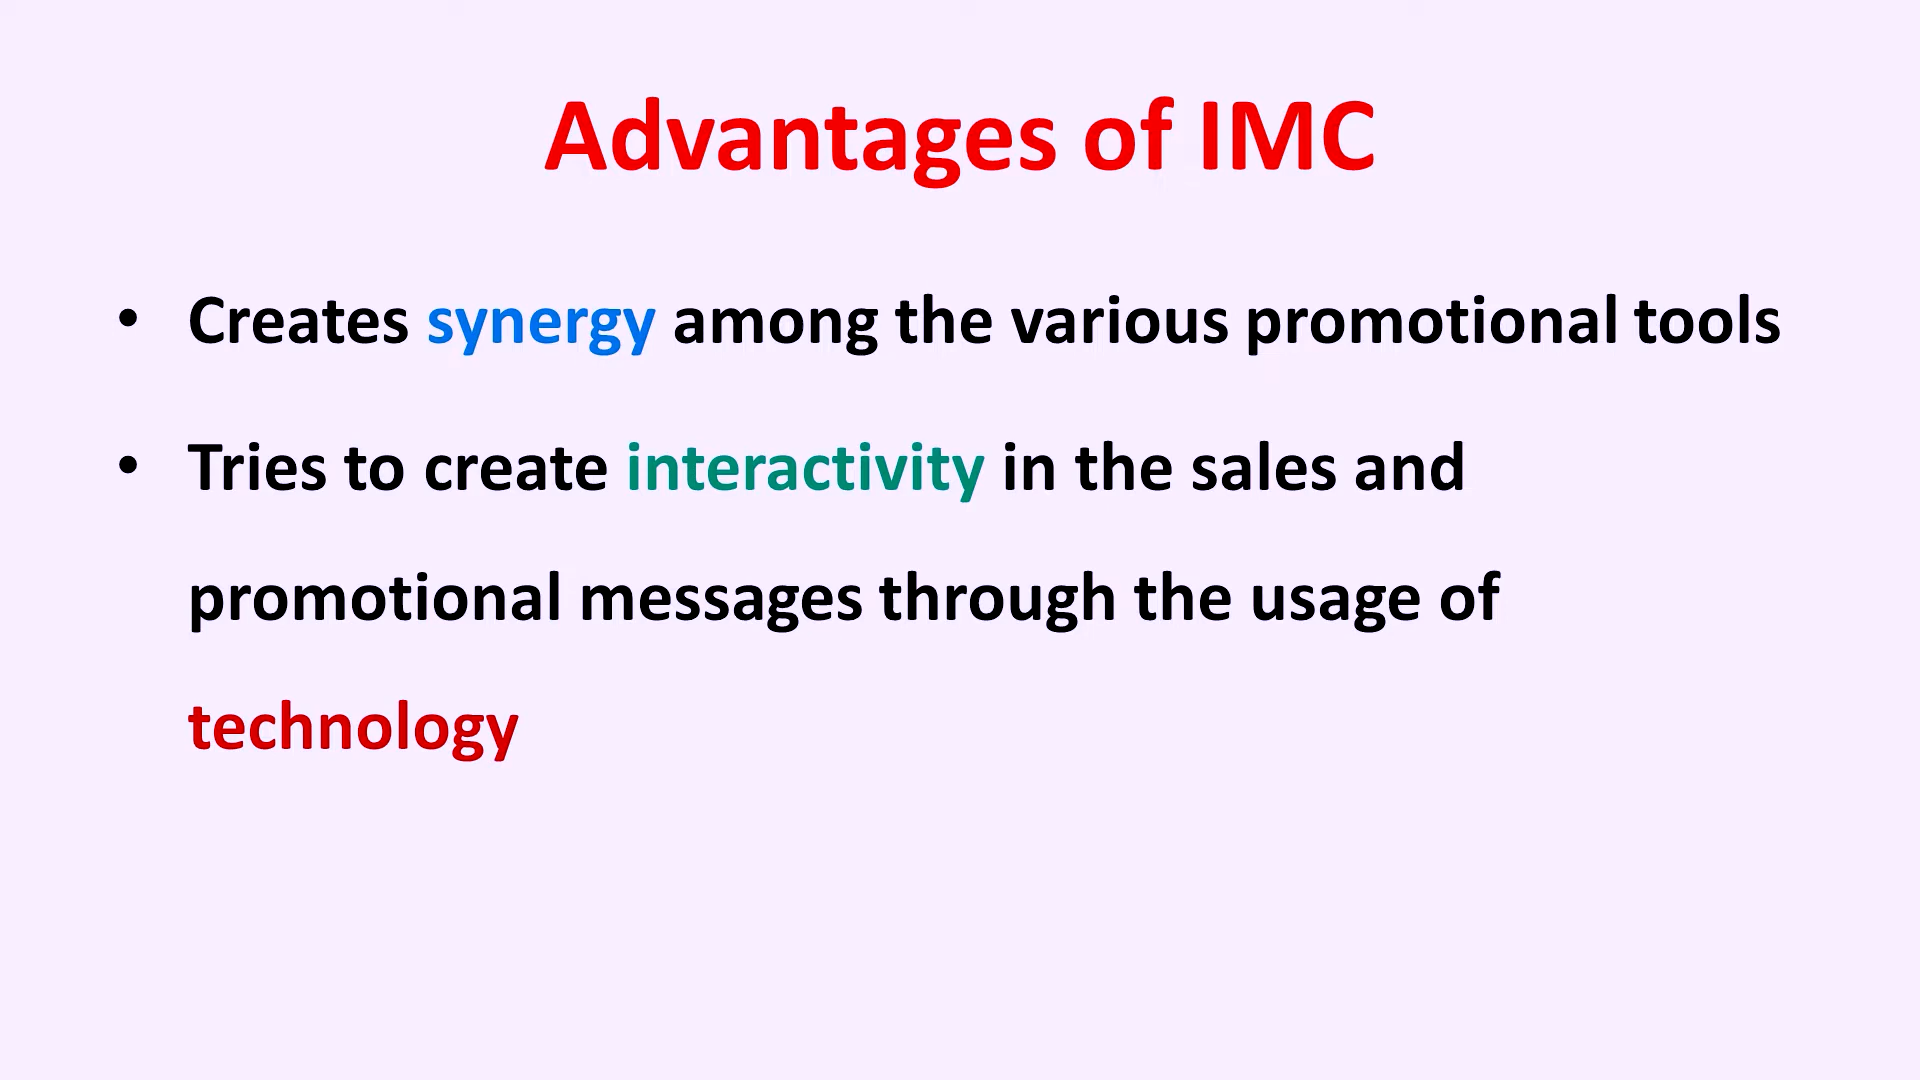 Advantages of IMC
• Creates synergy among the various promotional tools
• Tries to create interactivity in the sales and
promotional messages through the usage of
technology